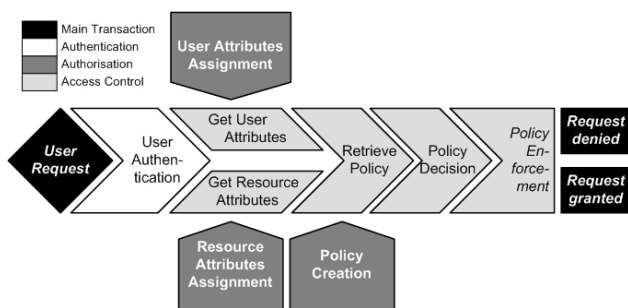 Main Transaction
Authentication
Authorisation
Access Control
User Attributes
Assignment
User
Request
User
Authen-
tication
Get User
Attributes
Get Resource
Attributes
Retrieve
Policy
Policy
Decision
Policy
En-
force-
ment
Request
denied
Request
granted
Resource
Attributes
Assignment
Policy
Creation